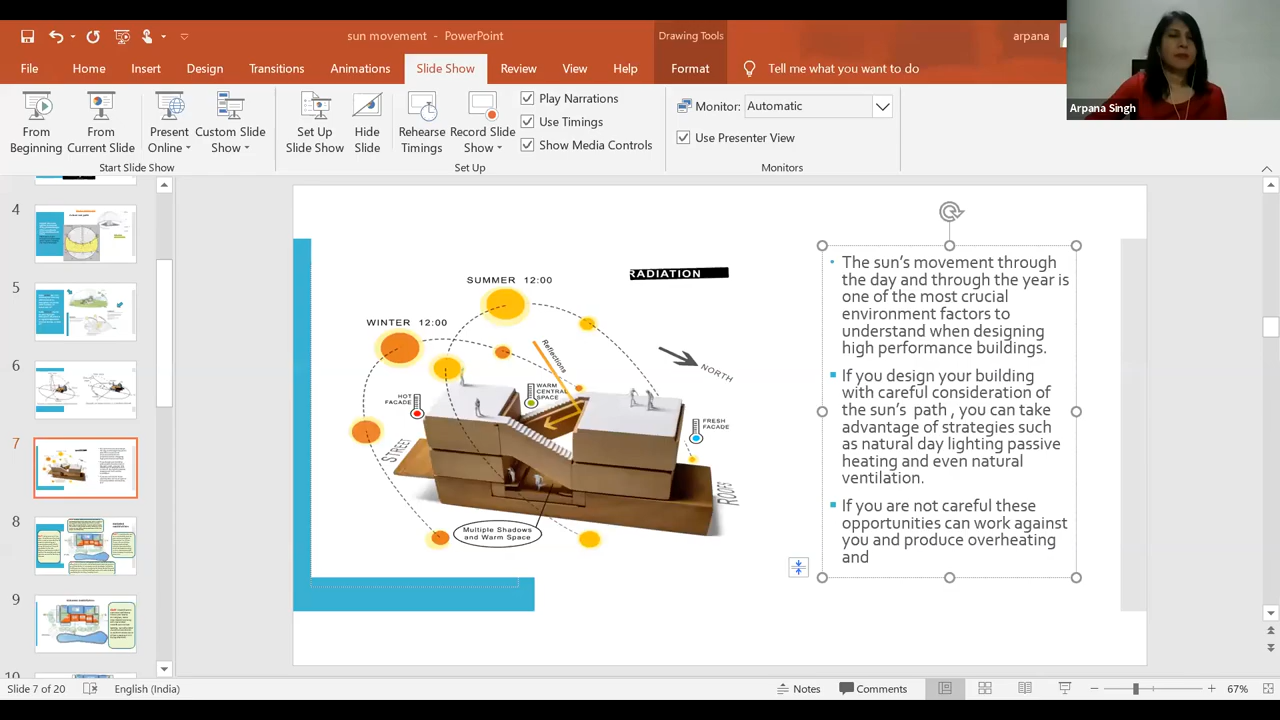 sun movement - PowerPoint
Drawing Tools
arpana
Arpana Singh
File Home Insert Design Transitions Animations Slide Show Review View Help Format Tell me what you want to do
From Beginning
From Current Slide
Present Online
Custom Slide Show
Set Up Slide Show
Hide Slide
Rehearse Timings
Record Slide Show
Play Narrations
Use Timings
Show Media Controls
Monitor: Automatic
Use Presenter View
Start Slide Show
Set Up
Monitors
4
5
6
7
8
9
10
RADIATION
SUMMER 12:00
WINTER 12:00
Reflections
NORTH
HOT FACADE
WARM CENTRAL SPACE
FRESH FACADE
STREET
Multiple Shadows
and Warm Space
The sun's movement through
the day and through the year is
one of the most crucial
environment factors to
understand when designing
high performance buildings.
If you design your building
with careful consideration of
the sun's path , you can take
advantage of strategies such
as natural day lighting passive
heating and even natural
ventilation.
If you are not careful these
opportunities can work against
you and produce overheating
and
Slide 7 of 20
English (India)
Notes
Comments
67%